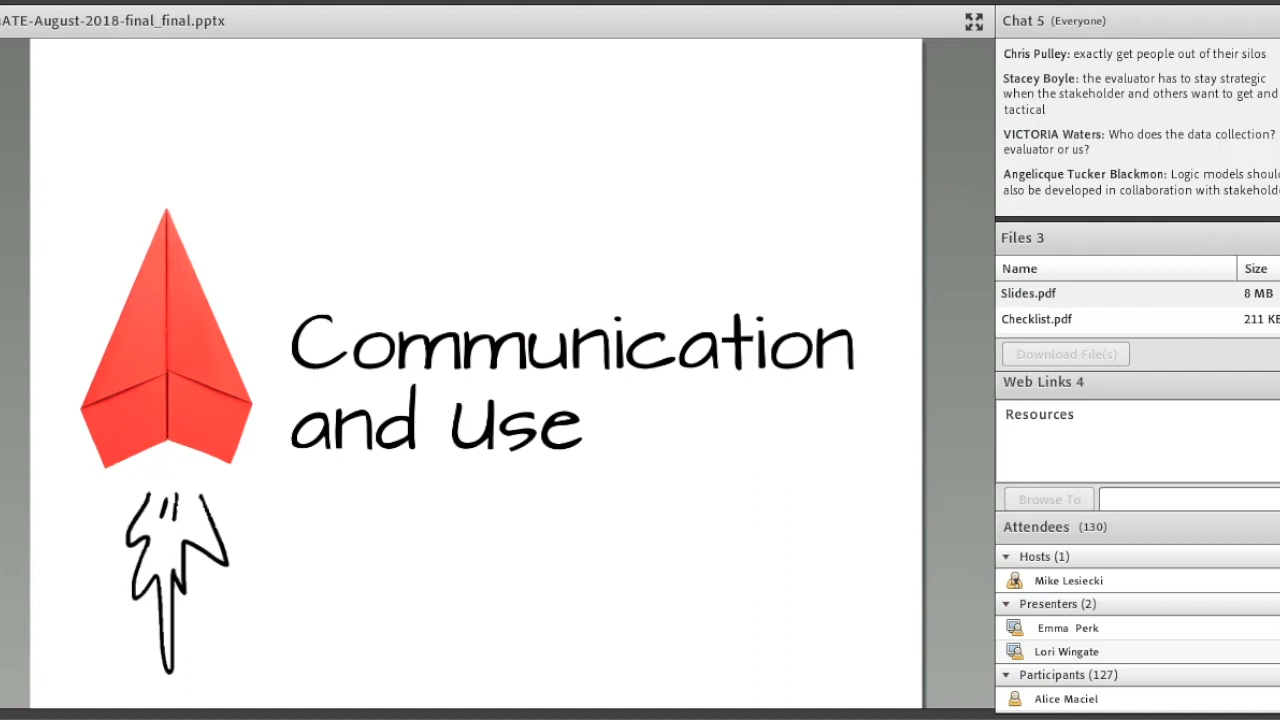 ATE-August-2018-final_final.pptx
Communication
and Use
Chat 5 (Everyone)
Chris Pulley: exactly get people out of their silos
Stacey Boyle: the evaluator has to stay strategic
when the stakeholder and others want to get and
tactical
VICTORIA Waters: Who does the data collection?
evaluator or us?
Angelicque Tucker Blackmon: Logic models shoul
also be developed in collaboration with stakehold
Files 3
Name Size
Slides.pdf 8 MB
Checklist.pdf 211 KB
Download File(s)
Web Links 4
Resources
Browse To
Attendees (130)
Hosts (1)
Mike Lesiecki
Presenters (2)
Emma Perk
Lori Wingate
Participants (127)
Alice Maciel